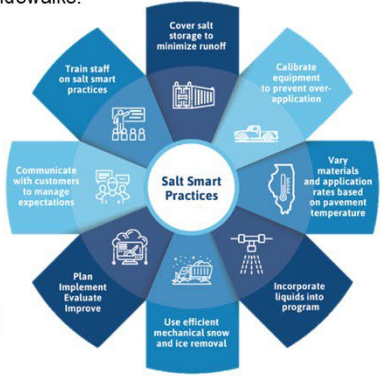 Cover salt
storage to
minimize runoff
Calibrate
equipment
to prevent over-
application
Vary
materials
and application
rates based
on pavement
temperature
Incorporate
liquids into
program
Use efficient
mechanical snow
and ice removal
Plan
Implement
Evaluate
Improve
Communicate
with customers
to manage
expectations
Train staff
on salt smart
practices
Salt Smart
Practices